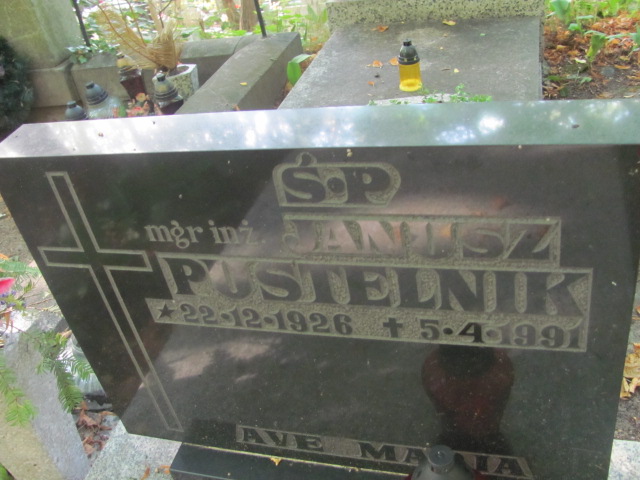 Ś·P
mgr inż. JANUSZ
PUSTELNIK
★22·12·1926 ✝ 5·4·1991
AVE MARIA